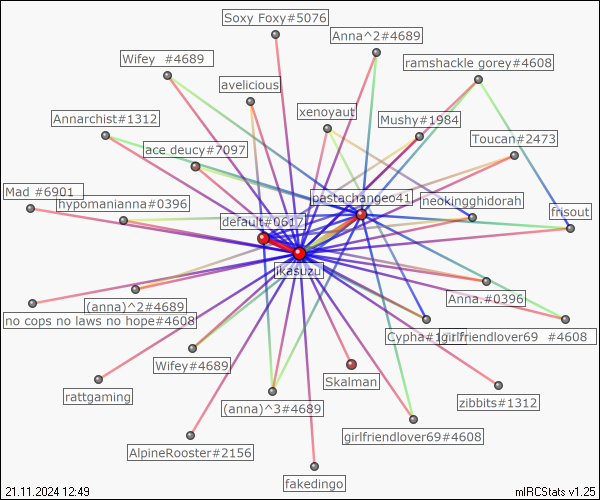 Soxy Foxy#5076
Anna^2#4689
Wifey #4689
ramshackle gorey#4608
avelicious
xenoyaut
Annarchist#1312
Mushy#1984
Toucan#2473
ace deucy#7097
Mad #6901
pastachangeo41
neokingghidorah
hypomanianna#0396
frisout
default#0617
ikasuzu
(anna)^2#4689
Anna.#0396
no cops no laws no hope#4608
girlfriendlover69 #4608
Wifey#4689
Skalman
rattgaming
(anna)^3#4689
zibbits#1312
girlfriendlover69#4608
AlpineRooster#2156
fakedingo
21.11.2024 12:49
mIRCStats v1.25